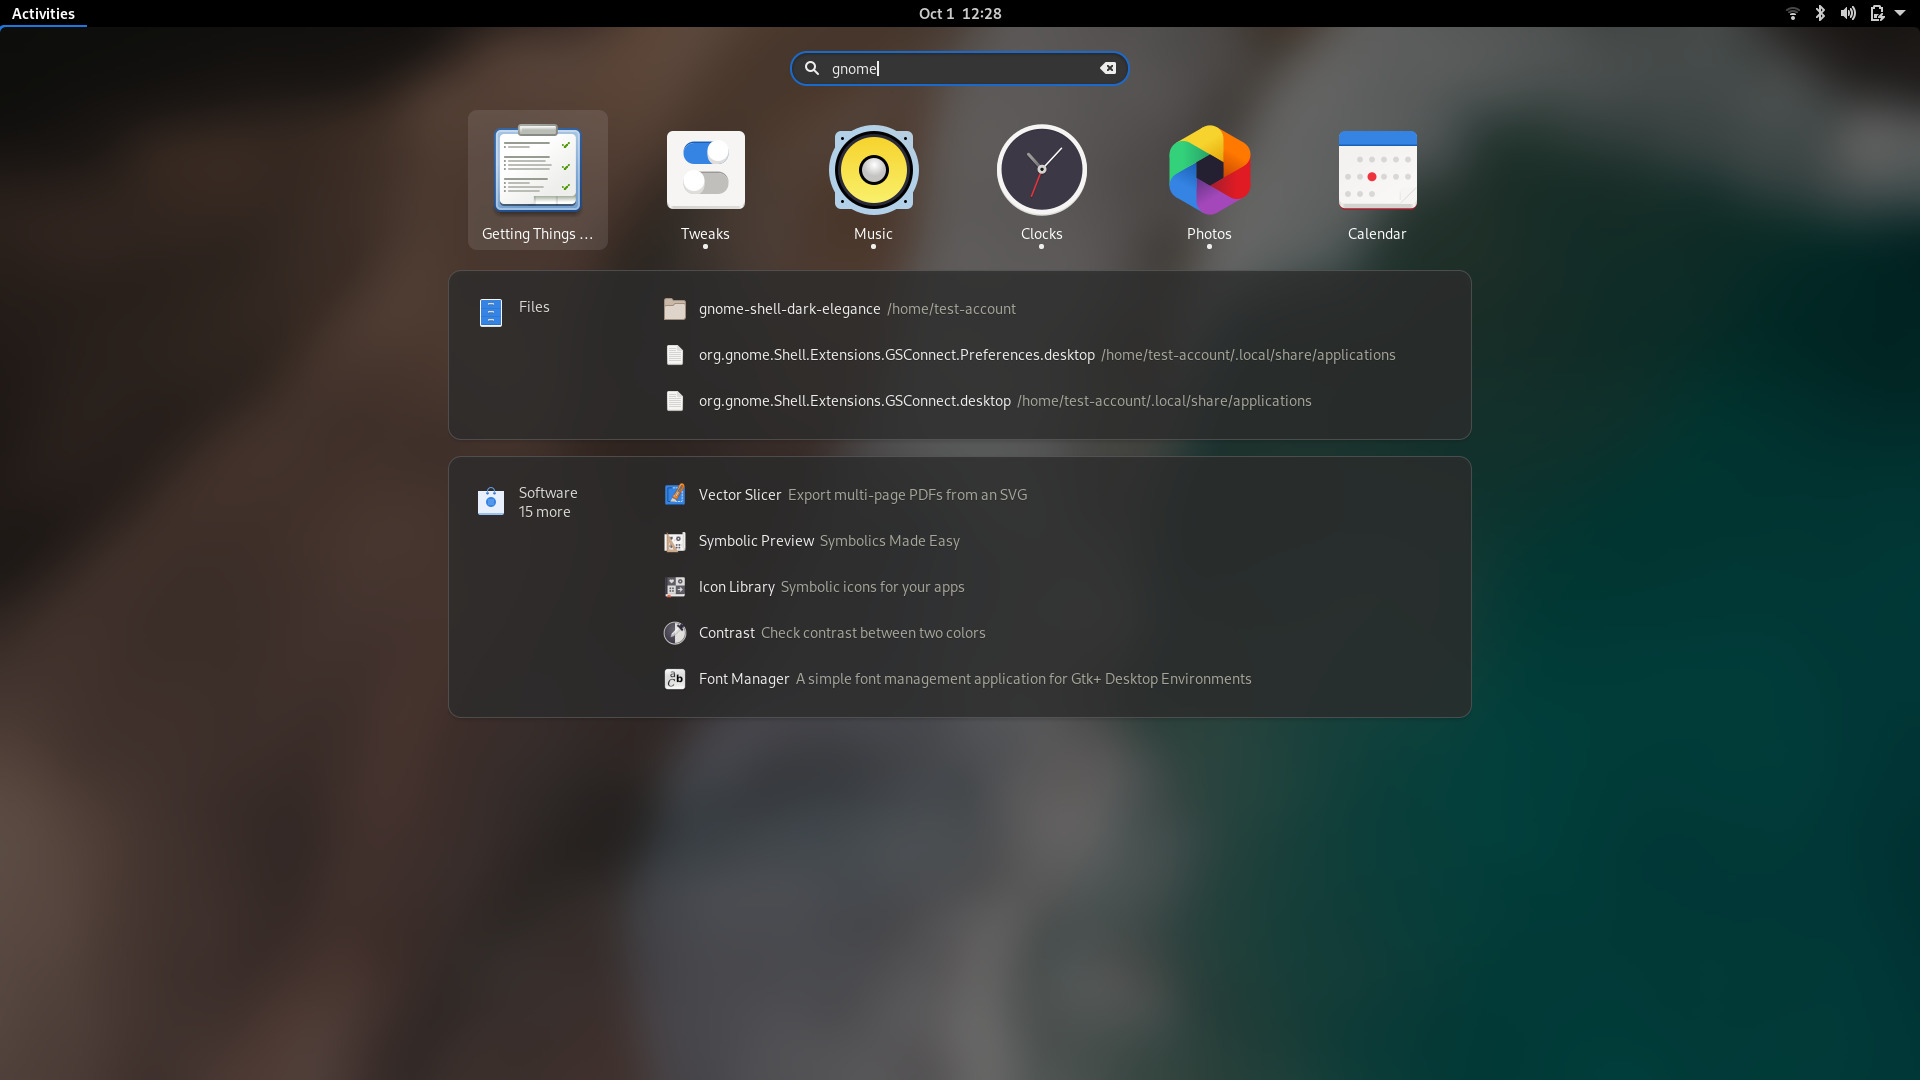 Activities
Oct 1 12:28
gnome
Getting Things …
Tweaks
Music
Clocks
Photos
Calendar
Files
gnome-shell-dark-elegance /home/test-account
org.gnome.Shell.Extensions.GSConnect.Preferences.desktop /home/test-account/.local/share/applications
org.gnome.Shell.Extensions.GSConnect.desktop /home/test-account/.local/share/applications
Software
15 more
Vector Slicer Export multi-page PDFs from an SVG
Symbolic Preview Symbolics Made Easy
Icon Library Symbolic icons for your apps
Contrast Check contrast between two colors
Font Manager A simple font management application for Gtk+ Desktop Environments